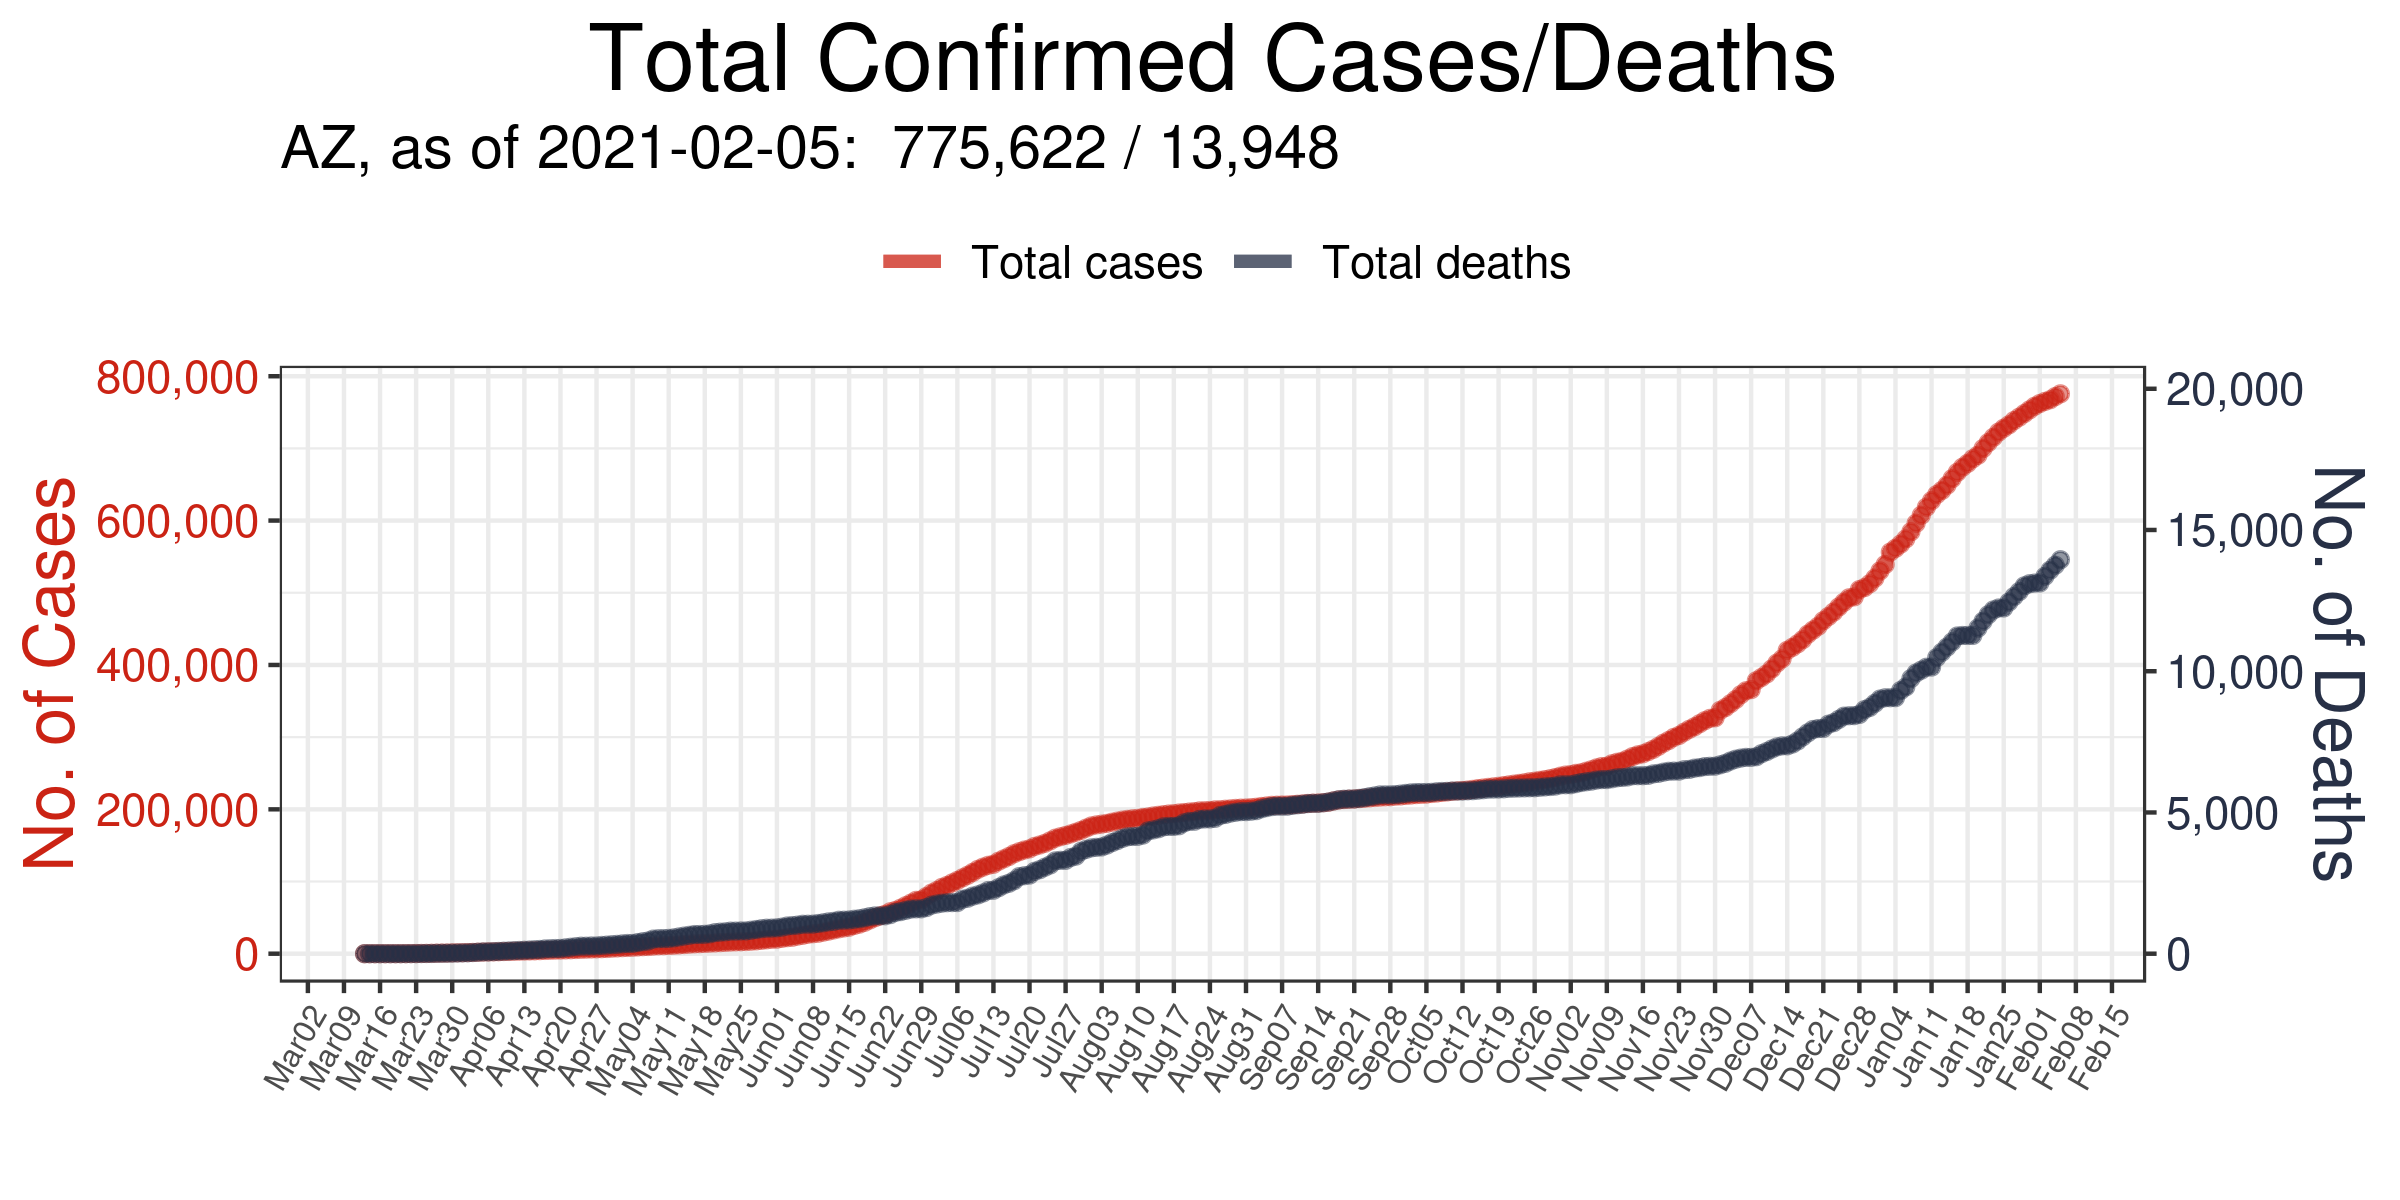 Total Confirmed Cases/Deaths
AZ, as of 2021-02-05:  775,622 / 13,948
Total cases
Total deaths
No. of Cases
800,000
600,000
400,000
200,000
0
20,000
15,000
10,000
5,000
0
No. of Deaths
Mar02
Mar09
Mar16
Mar23
Mar30
Apr06
Apr13
Apr20
Apr27
May04
May11
May18
May25
Jun01
Jun08
Jun15
Jun22
Jun29
Jul06
Jul13
Jul20
Jul27
Aug03
Aug10
Aug17
Aug24
Aug31
Sep07
Sep14
Sep21
Sep28
Oct05
Oct12
Oct19
Oct26
Nov02
Nov09
Nov16
Nov23
Nov30
Dec07
Dec14
Dec21
Dec28
Jan04
Jan11
Jan18
Jan25
Feb01
Feb08
Feb15